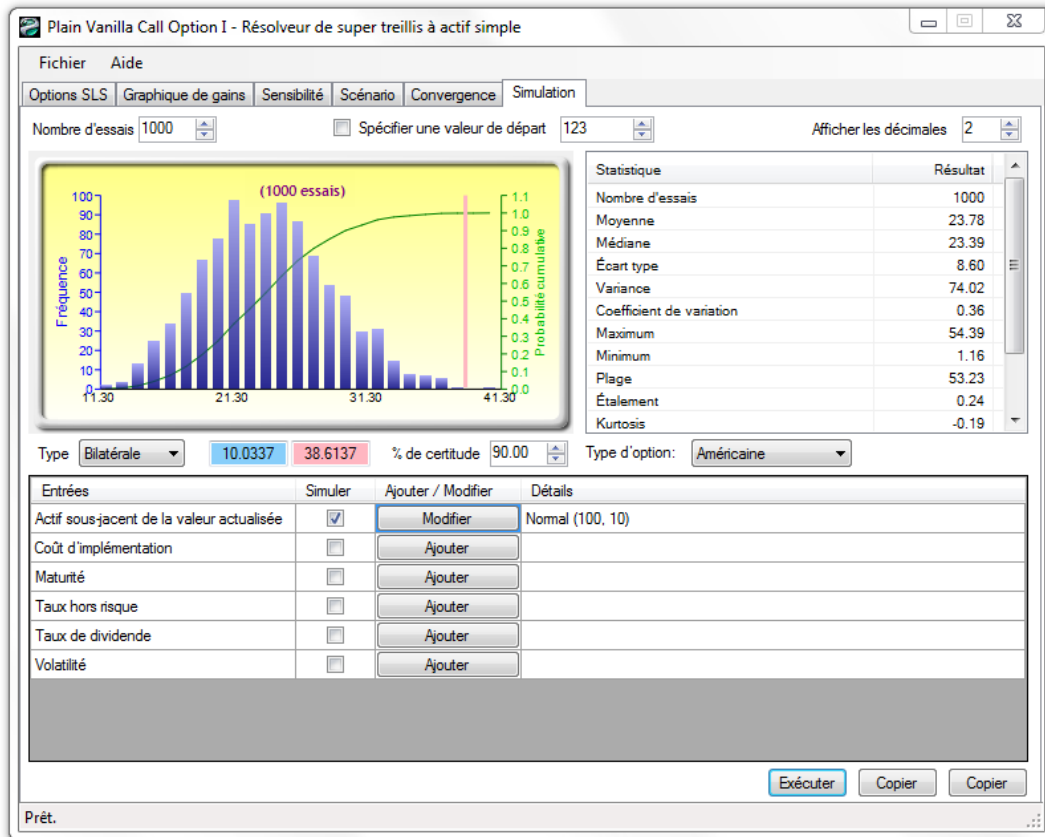 Plain Vanilla Call Option I - Résolveur de super treillis à actif simple
Fichier Aide
Options SLS Graphique de gains Sensibilité Scénario Convergence Simulation
Nombre d'essais 1000 Spécifier une valeur de départ 123 Afficher les décimales 2
(1000 essais)
Fréquence
100
90
80
70
60
50
40
30
20
10
0
11.30 21.30 31.30 41.30
1.1
1.0
0.9
0.8
0.7
0.6
0.5
0.4
0.3
0.2
0.1
0.0
Probabilité cumulative
Statistique Résultat
Nombre d'essais 1000
Moyenne 23.78
Médiane 23.39
Écart type 8.60
Variance 74.02
Coefficient de variation 0.36
Maximum 54.39
Minimum 1.16
Plage 53.23
Étalement 0.24
Kurtosis -0.19
Type Bilatérale 10.0337 38.6137 % de certitude 90.00 Type d'option: Américaine
Entrées Simuler Ajouter / Modifier Détails
Actif sous-jacent de la valeur actualisée Modifier Normal (100, 10)
Coût d'implémentation Ajouter
Maturité Ajouter
Taux hors risque Ajouter
Taux de dividende Ajouter
Volatilité Ajouter
Exécuter Copier Copier
Prêt.